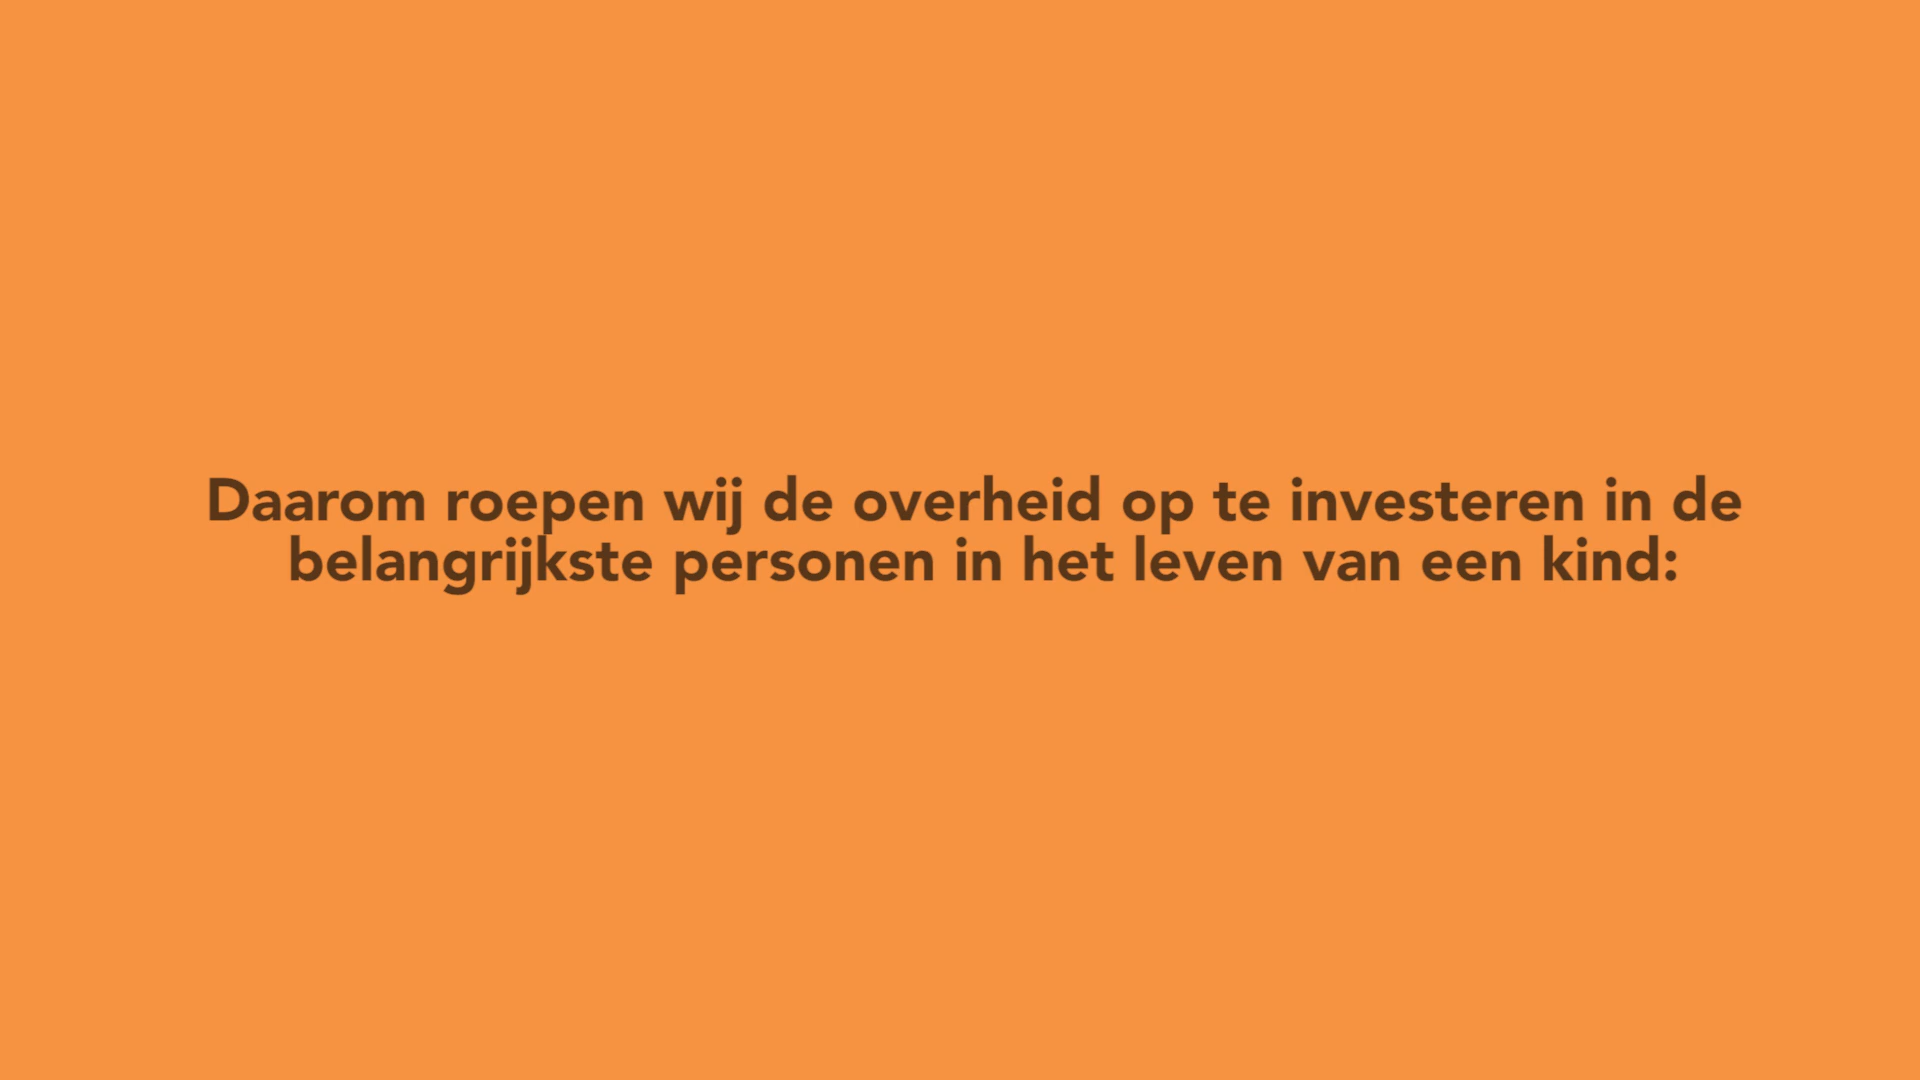 Daarom roepen wij de overheid op te investeren in de
belangrijkste personen in het leven van een kind: